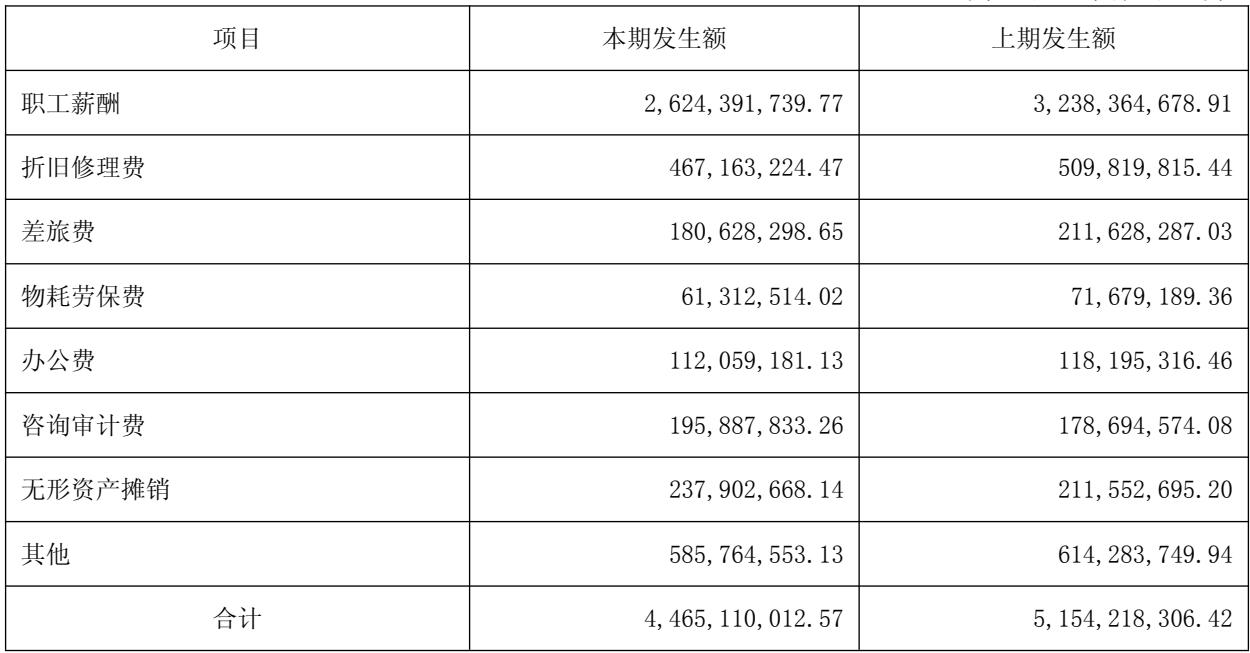 项目 本期发生额 上期发生额
职工薪酬 2,624,391,739.77 3,238,364,678.91
折旧修理费 467,163,224.47 509,819,815.44
差旅费 180,628,298.65 211,628,287.03
物耗劳保费 61,312,514.02 71,679,189.36
办公费 112,059,181.13 118,195,316.46
咨询审计费 195,887,833.26 178,694,574.08
无形资产摊销 237,902,668.14 211,552,695.20
其他 585,764,553.13 614,283,749.94
合计 4,465,110,012.57 5,154,218,306.42